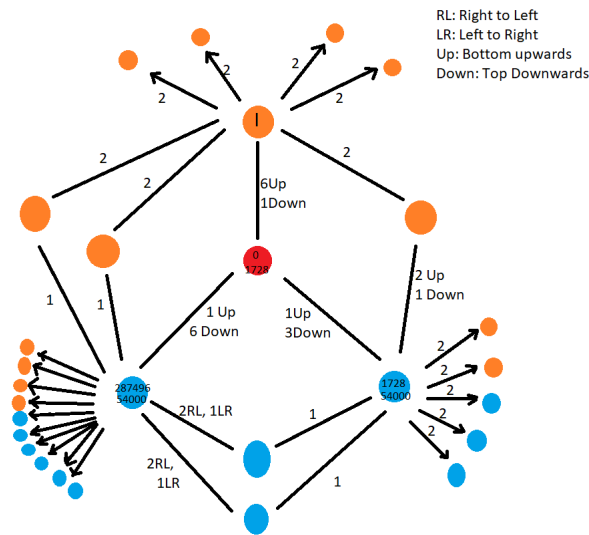 RL: Right to Left
LR: Left to Right
Up: Bottom upwards
Down: Top Downwards
2
2
2
2
I
2
2
2
6Up
1Down
0
1728
2 Up
1 Down
1
1
1 Up
6 Down
1Up
3Down
2
2
2
2
2
287496
54000
1728
54000
2RL, 1LR
1
2RL,
1LR
1